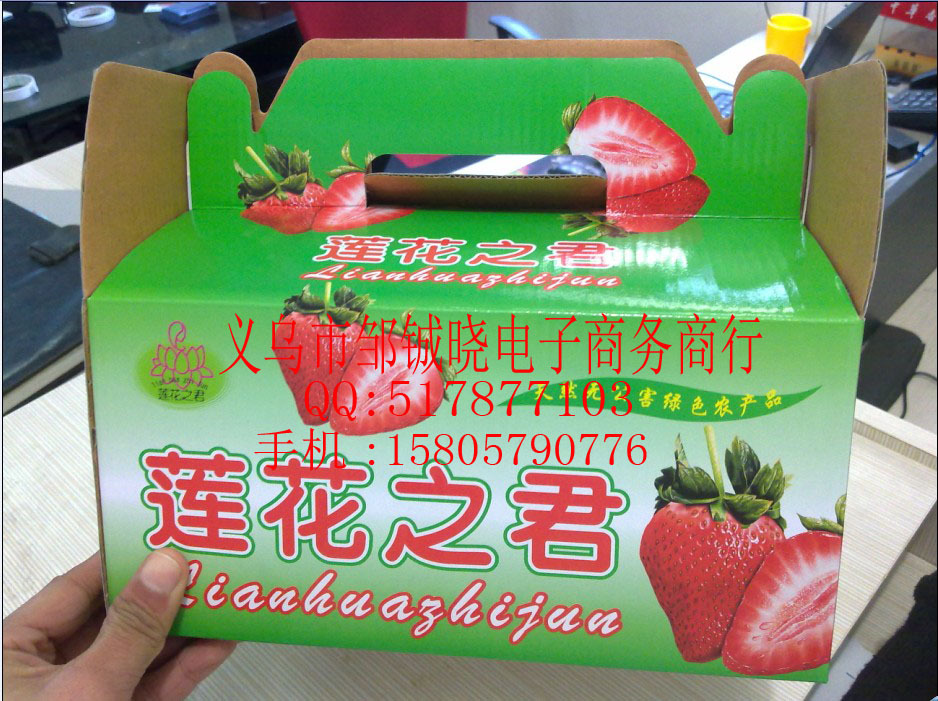 莲花之君
Lianhuazhijun
义乌市邹铖晓电子商务商行
QQ:517877103
手机:15805790776
天然无公害绿色农产品
莲花之君
莲花之君
Lianhuazhijun